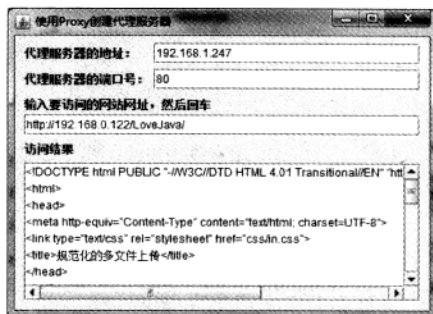 使用Proxy创建代理服务器
代理服务器的地址： 192.168.1.247
代理服务器的端口号： 80
输入要访问的网站网址，然后回车
http://192.168.0.122/LoveJava/
访问结果
<!DOCTYPE html PUBLIC "-//W3C//DTD HTML 4.01 Transitional//EN" "htt
<html>
<head>
<meta http-equiv="Content-Type" content="text/html; charset=UTF-8">
<link type="text/css" rel="stylesheet" href="css/in.css">
<title>规范化的多文件上传</title>
</head>